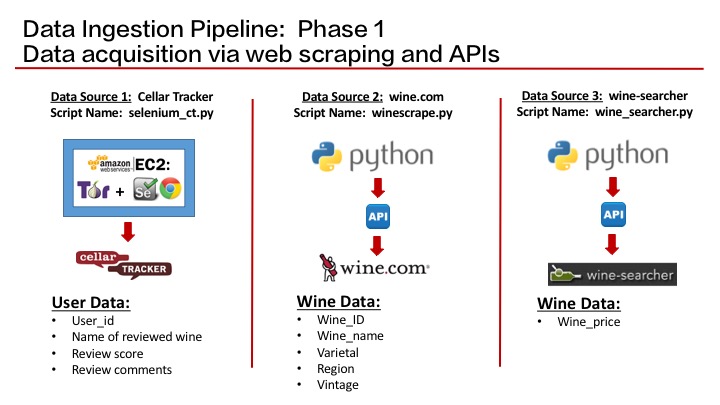 Data Ingestion Pipeline: Phase 1
Data acquisition via web scraping and APIs
Data Source 1: Cellar Tracker
Script Name: selenium_ct.py
amazon
webservices
EC2:
Tor + Se
cellar
TRACKER
User Data:
• User_id
• Name of reviewed wine
• Review score
• Review comments
Data Source 2: wine.com
Script Name: winescrape.py
python
API
wine.com®
Wine Data:
• Wine_ID
• Wine_name
• Varietal
• Region
• Vintage
Data Source 3: wine-searcher
Script Name: wine_searcher.py
python
API
wine-searcher
Wine Data:
• Wine_price